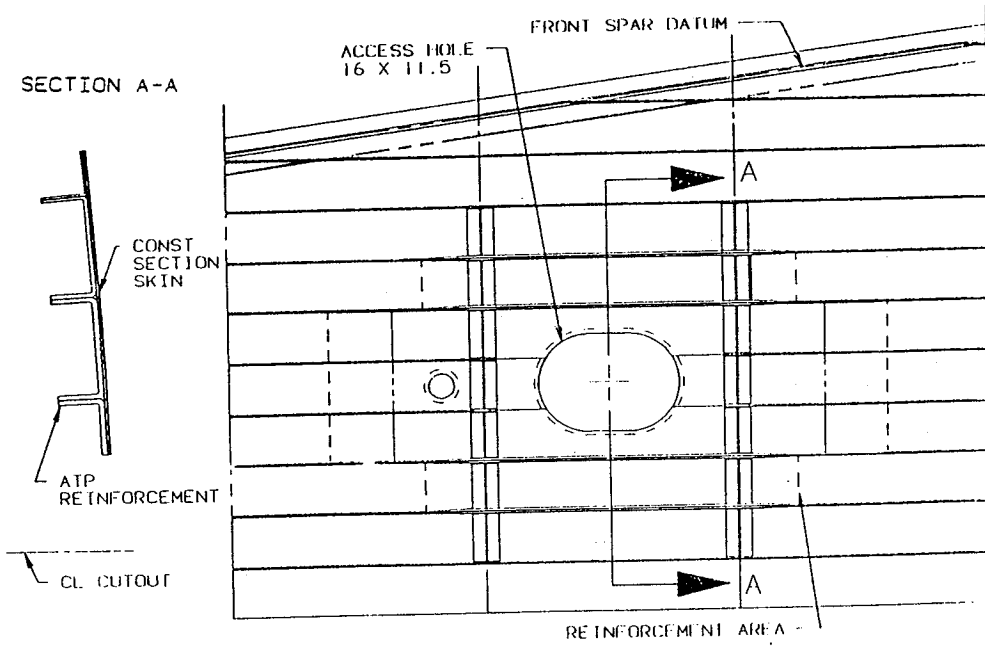 FRONT SPAR DATUM
ACCESS HOLE
16 X 11.5
SECTION A-A
A
CONST
SECTION
SKIN
ATP
REINFORCEMENT
CL CUTOUT
A
REINFORCEMENT AREA